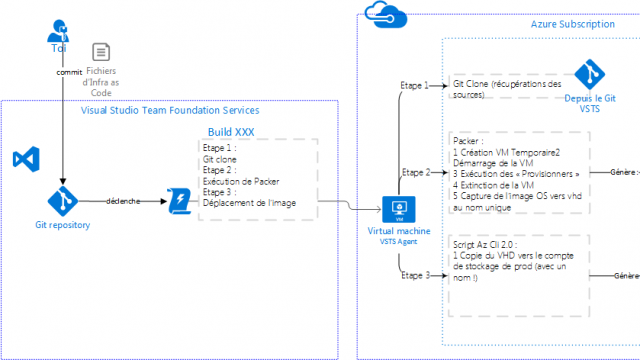 Toi
commit
Fichiers
d'Infra as
Code
Visual Studio Team Foundation Services
Build XXX
Etape 1 :
Git clone
Etape 2 :
Exécution de Packer
Etape 3 :
Déplacement de l'image
Git repository
déclenche
Azure Subscription
Etape 1
Git Clone (récupérations des
sources)
Depuis le Git
VSTS
Packer :
1 Création VM Temporaire2
Démarrage de la VM
3 Exécution des « Provisionners »
4 Extinction de la VM
5 Capture de l'image OS vers vhd
au nom unique
Etape 2
Génère :
VM
Virtual machine
VSTS Agent
Script Az Cli 2.0 :
1 Copie du VHD vers le compte
de stockage de prod (avec un
nom !)
Etape 3
Génère :